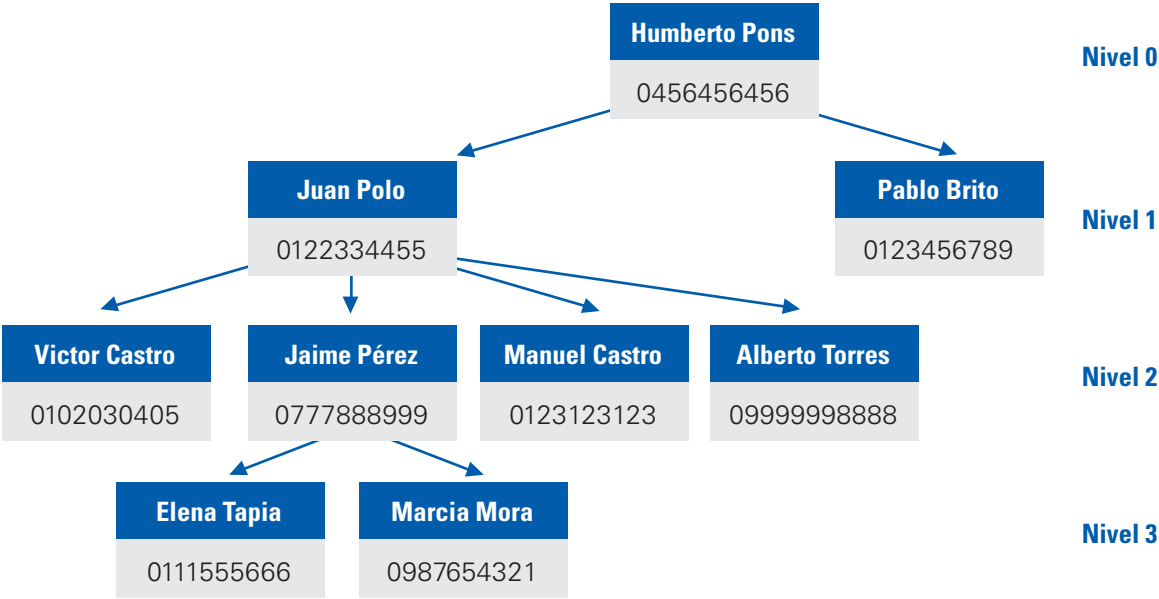 Humberto Pons
0456456456
Nivel 0
Juan Polo
0122334455
Pablo Brito
0123456789
Nivel 1
Victor Castro
0102030405
Jaime Pérez
0777888999
Manuel Castro
0123123123
Alberto Torres
09999998888
Nivel 2
Elena Tapia
0111555666
Marcia Mora
0987654321
Nivel 3